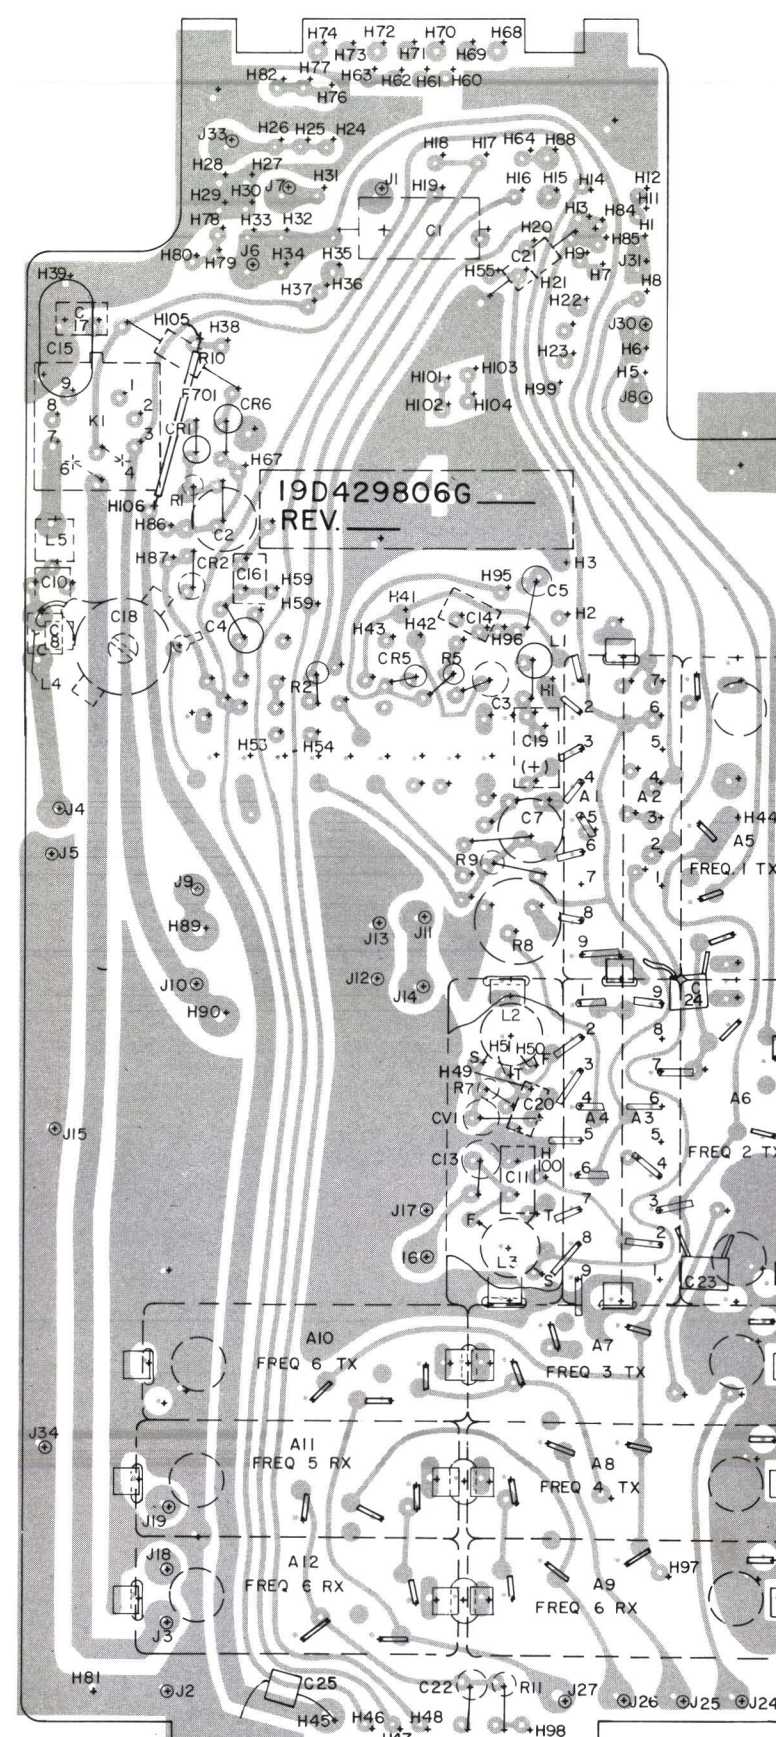 H74 H72 H70 H68
H73 H71 H69
H82 H77 H63 H62 H61 H60
H76
J33 H26 H25 H24 H18 H17 H64 H88
H28 H27
J7 H31 J1 H19 H16 H15 H14 H12
H29 H30 H11
H78 H33 H32 C1 H13 H84 H1
H20 H85
H80 H79 J6 H34 H35 H55 C21 H9 H7 J31
H39 H36 H21 H8
H37 H22
C17 H105 H38 J30
C15 R10 H23 H6
H101 H103 H5
F701 H99
9 1 H102 H104 J8
8 K1 2 CR1 CR6
7 3
6 4 H67
H106 R1
19D429806G
REV.
H86 C2
L5 H87 CR2 H3
C10 C16 H59 H95 C5
H59 H41 C14 H2
C18 C4 H43 H42 H96 L1
L4 R2 CR5 R5 H1 1 7
C3 2 6
H53 H54 C19 3 5
(+) 4 A1 A2 4
J4 C7 5 3 H44
J5 R9 6 2 A5
7 1 FREQ. 1 TX
J9 8
H89 J13 J11 R8 9
J10 J12 J14 1 9 C24
H90 L2 2 8
H51 H50
S F
H49 T 3 7
R7 C20 4 A4 A3 6 A6
J15 CV1 5 5 FREQ 2 TX
C13 C11 H100 6 4
J17 F T 7 3
I6 L3 S 8 2
9 1 C23
A10 A7
FREQ 6 TX FREQ 3 TX
J34 A11 A8
FREQ 5 RX FREQ 4 TX
J19
J18 A12 H97
FREQ 6 RX A9
FREQ 6 RX
J3
H81 J2 C25 C22 R11 J27 J26 J25 J24
H45 H46 H47 H48 H98